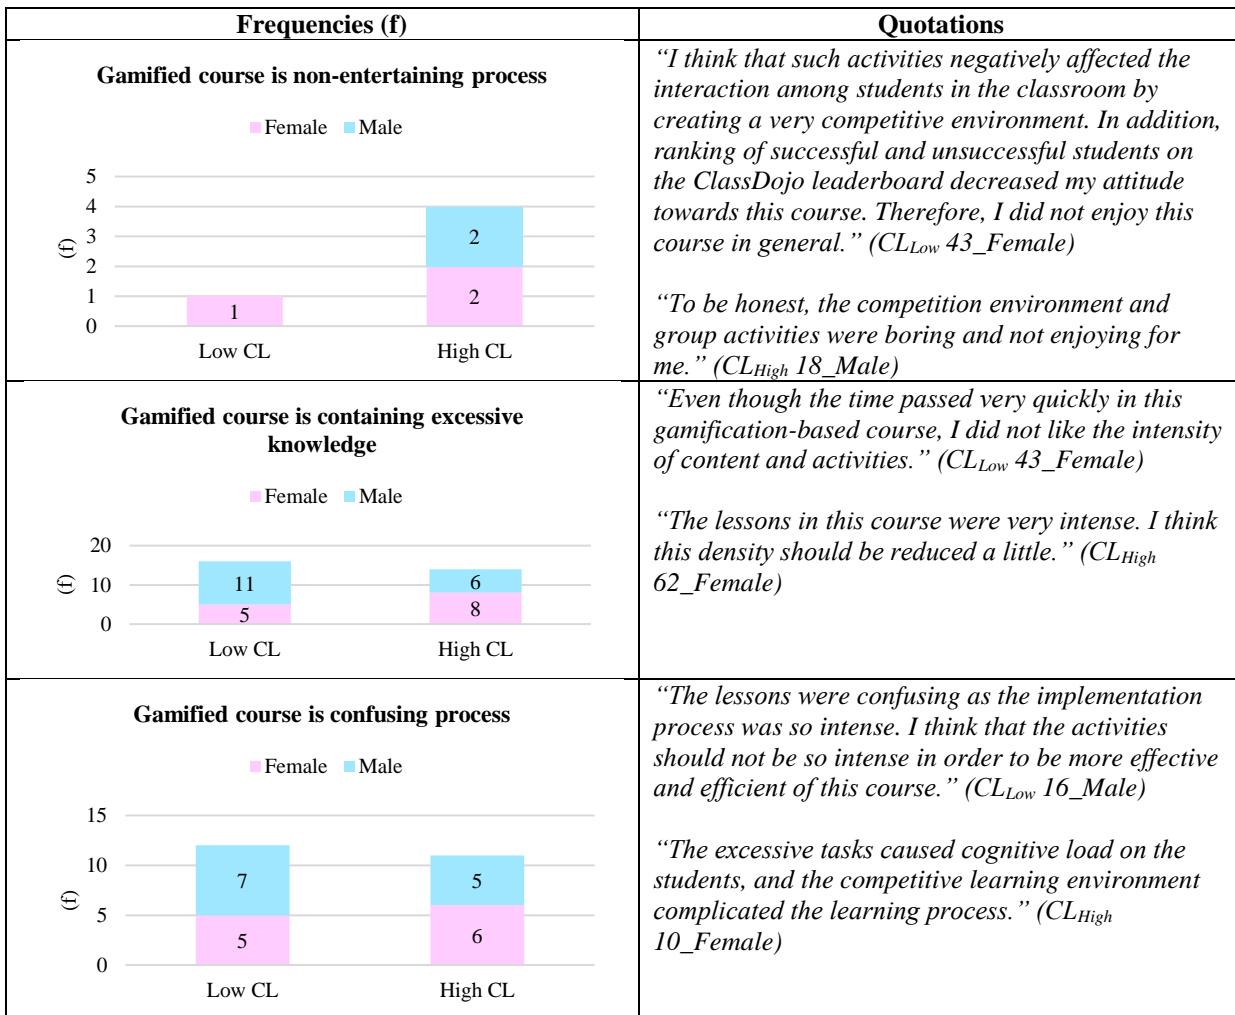 Frequencies (f)
Quotations
Gamified course is non-entertaining process
Female Male
5
4
3
2
1
0
(f)
1
2
2
Low CL
High CL
“I think that such activities negatively affected the
interaction among students in the classroom by
creating a very competitive environment. In addition,
ranking of successful and unsuccessful students on
the ClassDojo leaderboard decreased my attitude
towards this course. Therefore, I did not enjoy this
course in general.” (CLLow 43_Female)
“To be honest, the competition environment and
group activities were boring and not enjoying for
me.” (CLHigh 18_Male)
Gamified course is containing excessive
knowledge
Female Male
20
10
0
(f)
11
5
6
8
Low CL
High CL
“Even though the time passed very quickly in this
gamification-based course, I did not like the intensity
of content and activities.” (CLLow 43_Female)
“The lessons in this course were very intense. I think
this density should be reduced a little.” (CLHigh
62_Female)
Gamified course is confusing process
Female Male
15
10
5
0
(f)
7
5
5
6
Low CL
High CL
“The lessons were confusing as the implementation
process was so intense. I think that the activities
should not be so intense in order to be more effective
and efficient of this course.” (CLLow 16_Male)
“The excessive tasks caused cognitive load on the
students, and the competitive learning environment
complicated the learning process.” (CLHigh
10_Female)